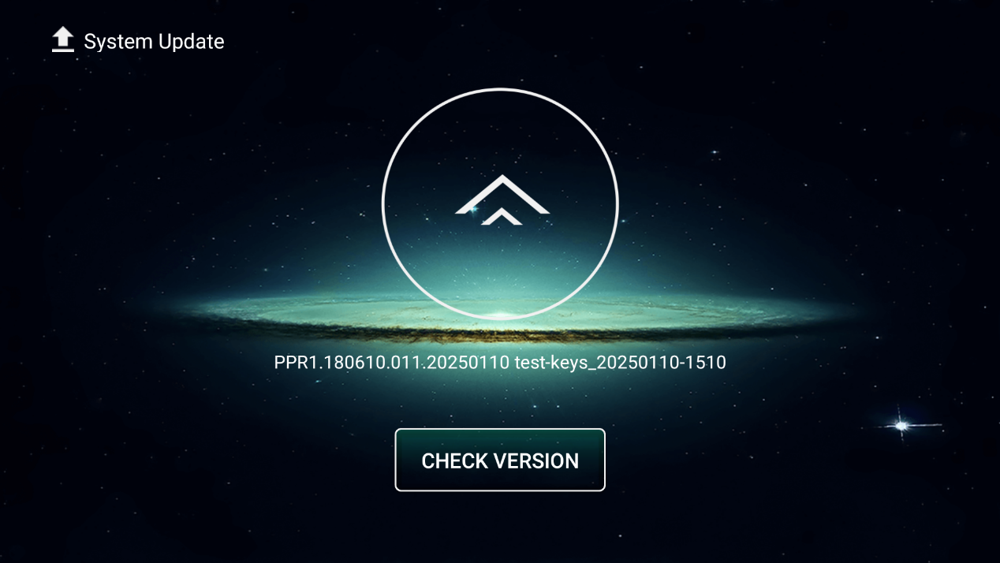 System Update
PPR1.180610.011.20250110 test-keys_20250110-1510
CHECK VERSION